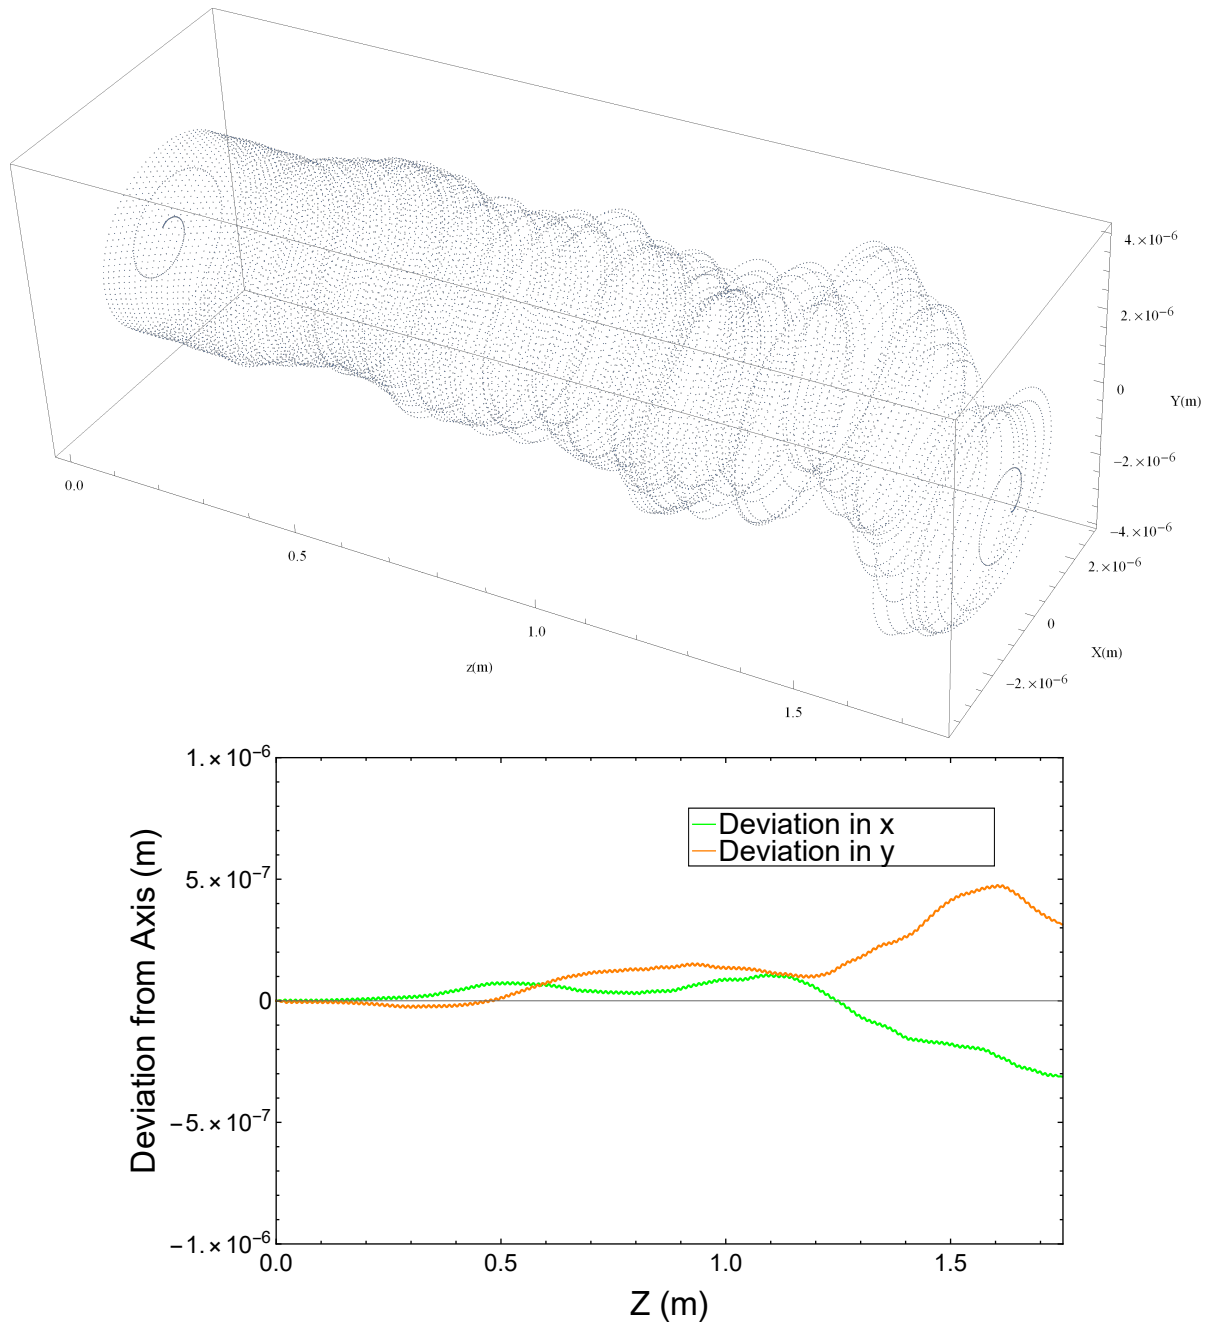 4.×10⁻⁶
2.×10⁻⁶
0
Y(m)
−2.×10⁻⁶
−4.×10⁻⁶
2.×10⁻⁶
0
X(m)
−2.×10⁻⁶
0.0
0.5
1.0
z(m)
1.5
1.×10⁻⁶
Deviation in x
Deviation in y
5.×10⁻⁷
Deviation from Axis (m)
0
−5.×10⁻⁷
−1.×10⁻⁶
0.0 0.5 1.0 1.5
Z (m)